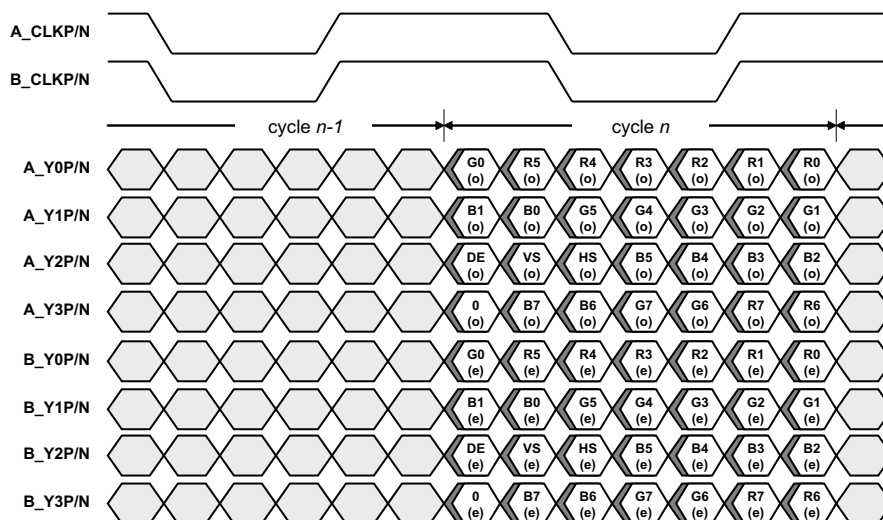 A_CLKP/N
B_CLKP/N
cycle n-1 cycle n
A_Y0P/N G0 (o) R5 (o) R4 (o) R3 (o) R2 (o) R1 (o) R0 (o)
A_Y1P/N B1 (o) B0 (o) G5 (o) G4 (o) G3 (o) G2 (o) G1 (o)
A_Y2P/N DE (o) VS (o) HS (o) B5 (o) B4 (o) B3 (o) B2 (o)
A_Y3P/N 0 (o) B7 (o) B6 (o) G7 (o) G6 (o) R7 (o) R6 (o)
B_Y0P/N G0 (e) R5 (e) R4 (e) R3 (e) R2 (e) R1 (e) R0 (e)
B_Y1P/N B1 (e) B0 (e) G5 (e) G4 (e) G3 (e) G2 (e) G1 (e)
B_Y2P/N DE (e) VS (e) HS (e) B5 (e) B4 (e) B3 (e) B2 (e)
B_Y3P/N 0 (e) B7 (e) B6 (e) G7 (e) G6 (e) R7 (e) R6 (e)